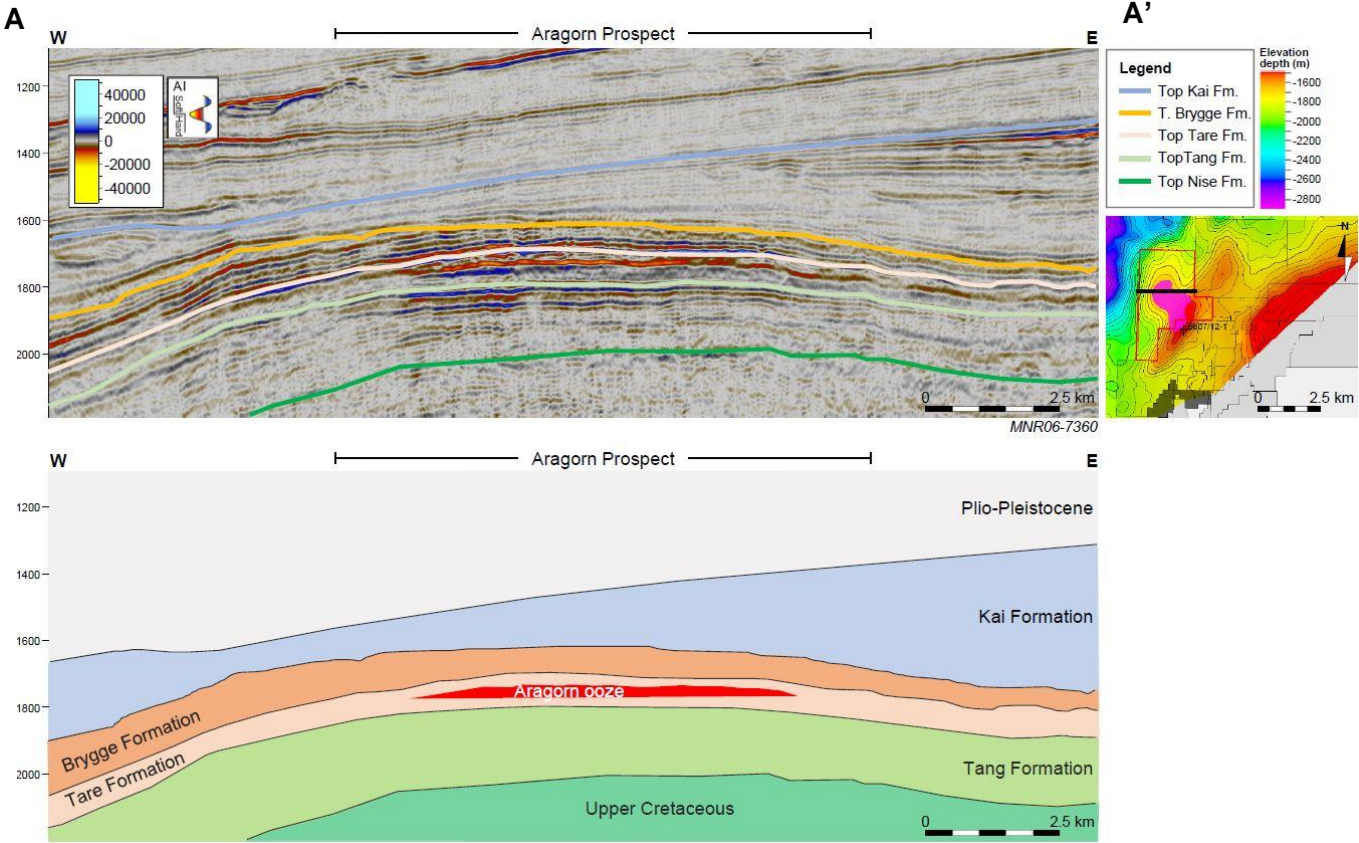 A
A'
W
Aragorn Prospect
E
1200
1400
1600
1800
2000
40000
20000
0
-20000
-40000
AI
Soft
Hard
0
2.5 km
MNR06-7360
Legend
Top Kai Fm.
T. Brygge Fm.
Top Tare Fm.
TopTang Fm.
Top Nise Fm.
Elevation
depth (m)
-1600
-1800
-2000
-2200
-2400
-2600
-2800
N
6607/12-1
0
2.5 km
W
Aragorn Prospect
E
1200
1400
1600
1800
2000
Plio-Pleistocene
Kai Formation
Aragorn ooze
Brygge Formation
Tare Formation
Tang Formation
Upper Cretaceous
0
2.5 km